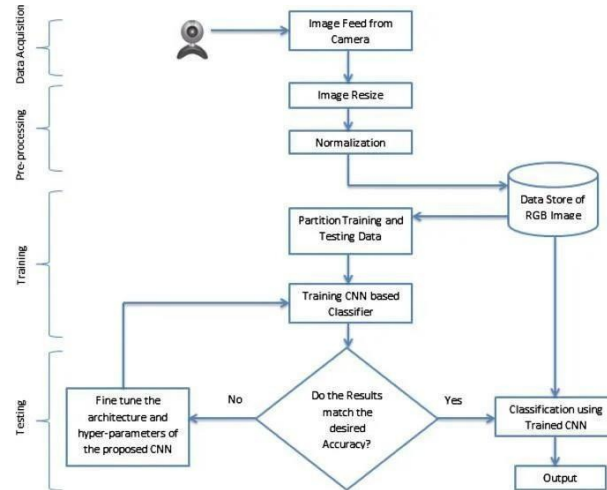 Data Acquisition
Image Feed from
Camera
Pre-processing
Image Resize
Normalization
Data Store of
RGB Image
Training
Partition Training and
Testing Data
Training CNN based
Classifier
Testing
Fine tune the
architecture and
hyper-parameters of
the proposed CNN
No
Do the Results
match the
desired
Accuracy?
Yes
Classification using
Trained CNN
Output